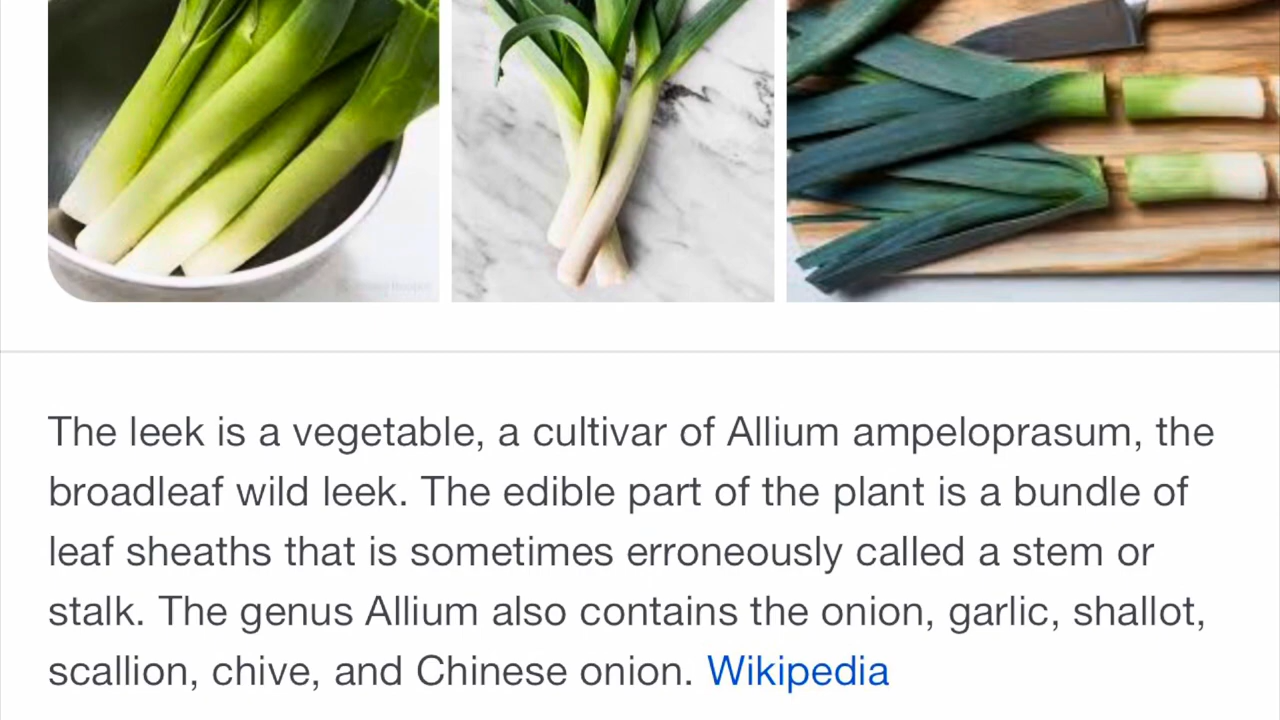 The leek is a vegetable, a cultivar of Allium ampeloprasum, the
broadleaf wild leek. The edible part of the plant is a bundle of
leaf sheaths that is sometimes erroneously called a stem or
stalk. The genus Allium also contains the onion, garlic, shallot,
scallion, chive, and Chinese onion. Wikipedia